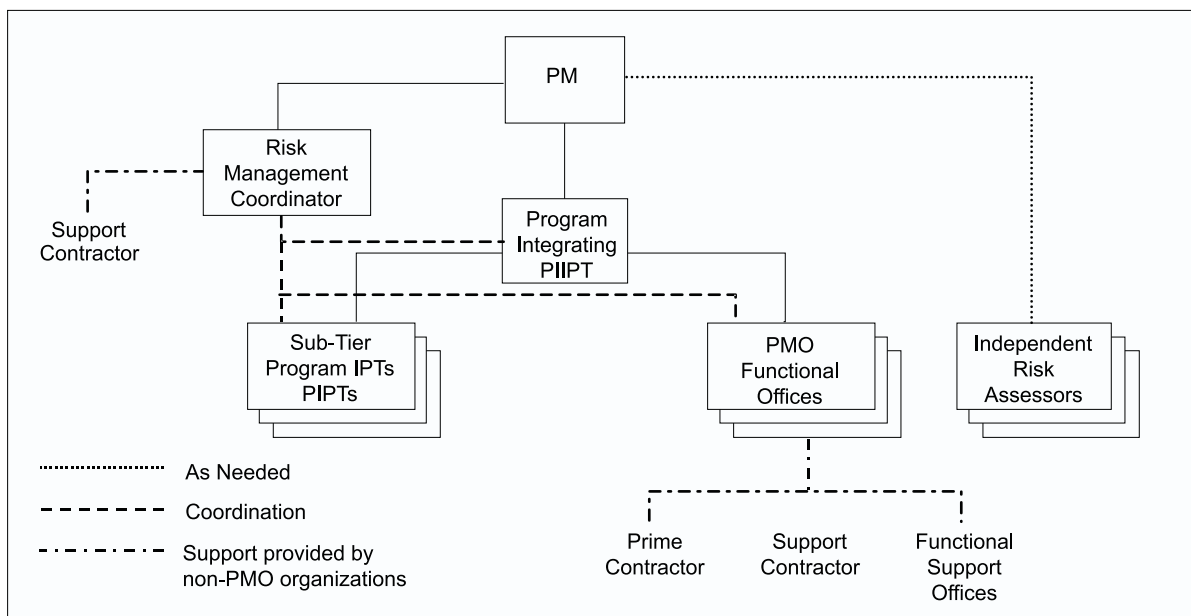 PM
Risk
Management
Coordinator
Support
Contractor
Program
Integrating
PIIPT
Sub-Tier
Program IPTs
PIPTs
PMO
Functional
Offices
Independent
Risk
Assessors
As Needed
Coordination
Support provided by
non-PMO organizations
Prime
Contractor
Support
Contractor
Functional
Support
Offices